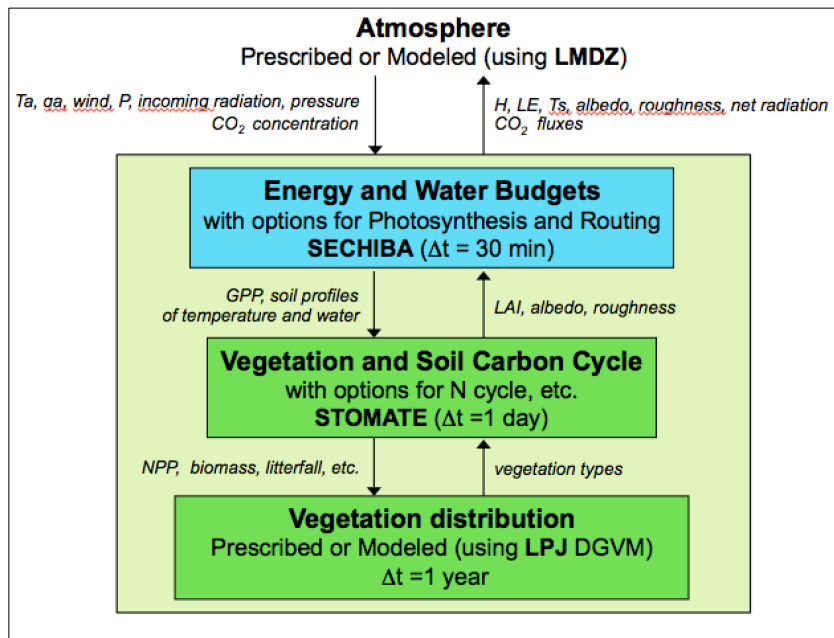 Atmosphere
Prescribed or Modeled (using LMDZ)
Ta, qa, wind, P, incoming radiation, pressure
CO₂ concentration
H, LE, Ts, albedo, roughness, net radiation
CO₂ fluxes
Energy and Water Budgets
with options for Photosynthesis and Routing
SECHIBA (Δt = 30 min)
GPP, soil profiles
of temperature and water
LAI, albedo, roughness
Vegetation and Soil Carbon Cycle
with options for N cycle, etc.
STOMATE (Δt =1 day)
NPP, biomass, litterfall, etc.
vegetation types
Vegetation distribution
Prescribed or Modeled (using LPJ DGVM)
Δt =1 year